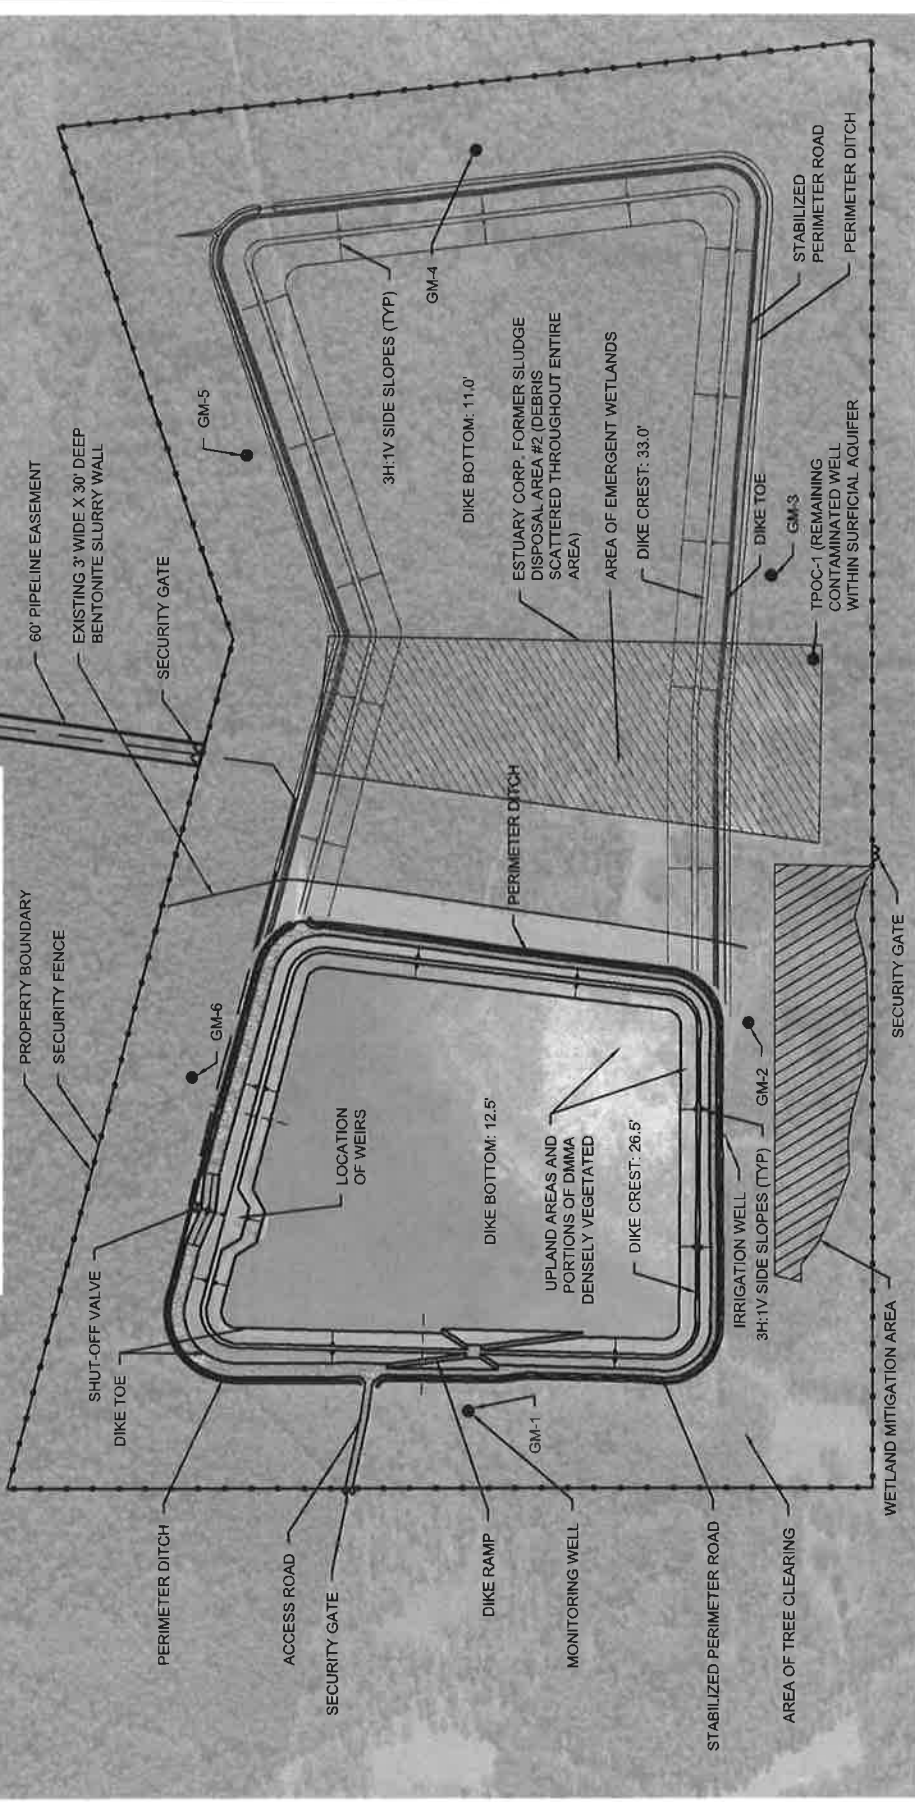 PROPERTY BOUNDARY
SECURITY FENCE
60' PIPELINE EASEMENT
EXISTING 3' WIDE X 30' DEEP
BENTONITE SLURRY WALL
SECURITY GATE
GM-5
SHUT-OFF VALVE
DIKE TOE
GM-6
PERIMETER DITCH
ACCESS ROAD
SECURITY GATE
LOCATION
OF WEIRS
3H:1V SIDE SLOPES (TYP)
GM-4
DIKE BOTTOM: 11.0'
DIKE BOTTOM: 12.5'
PERIMETER DITCH
ESTUARY CORP. FORMER SLUDGE
DISPOSAL AREA #2 (DEBRIS
SCATTERED THROUGHOUT ENTIRE
AREA)
AREA OF EMERGENT WETLANDS
DIKE CREST: 33.0'
DIKE RAMP
GM-1
MONITORING WELL
UPLAND AREAS AND
PORTIONS OF DMMA
DENSELY VEGETATED
DIKE CREST: 26.5'
STABILIZED PERIMETER ROAD
IRRIGATION WELL
3H:1V SIDE SLOPES (TYP)
GM-2
DIKE TOE
GM-3
TPOC-1 (REMAINING
CONTAMINATED WELL
WITHIN SURFICIAL AQUIFER
STABILIZED
PERIMETER ROAD
PERIMETER DITCH
AREA OF TREE CLEARING
WETLAND MITIGATION AREA
SECURITY GATE